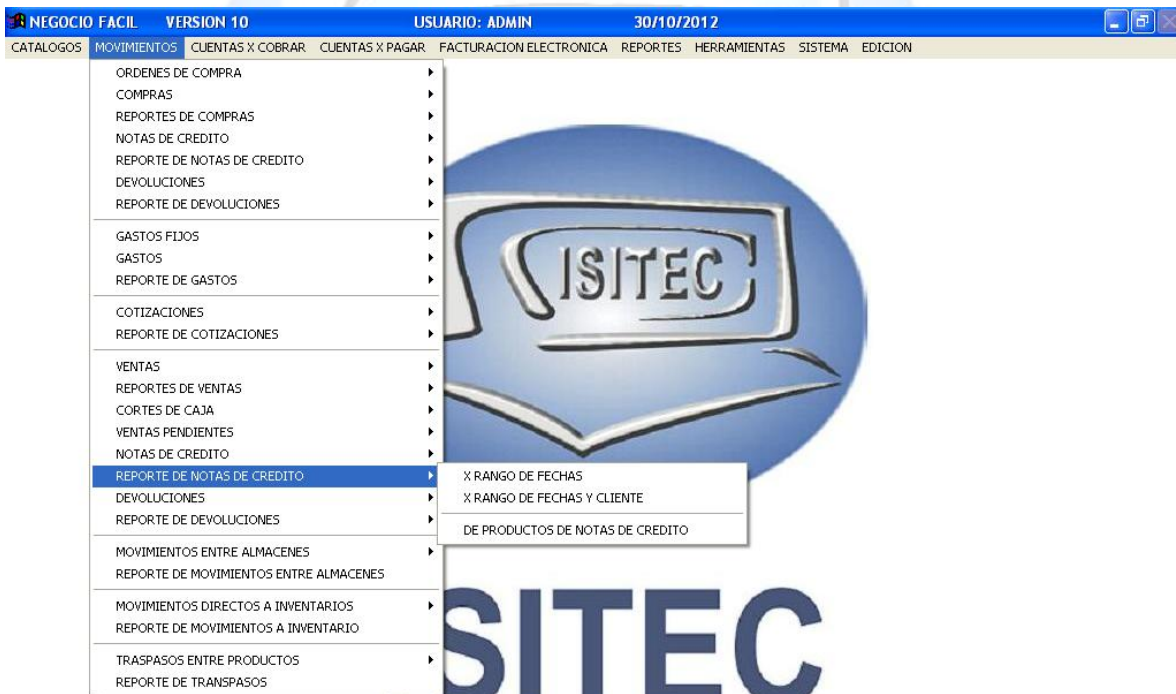 NEGOCIO FACIL VERSION 10 USUARIO: ADMIN 30/10/2012
CATALOGOS MOVIMIENTOS CUENTAS X COBRAR CUENTAS X PAGAR FACTURACION ELECTRONICA REPORTES HERRAMIENTAS SISTEMA EDICION
ORDENES DE COMPRA
COMPRAS
REPORTES DE COMPRAS
NOTAS DE CREDITO
REPORTE DE NOTAS DE CREDITO
DEVOLUCIONES
REPORTE DE DEVOLUCIONES
GASTOS FIJOS
GASTOS
REPORTE DE GASTOS
COTIZACIONES
REPORTE DE COTIZACIONES
VENTAS
REPORTES DE VENTAS
CORTES DE CAJA
VENTAS PENDIENTES
NOTAS DE CREDITO
REPORTE DE NOTAS DE CREDITO
DEVOLUCIONES
REPORTE DE DEVOLUCIONES
MOVIMIENTOS ENTRE ALMACENES
REPORTE DE MOVIMIENTOS ENTRE ALMACENES
MOVIMIENTOS DIRECTOS A INVENTARIOS
REPORTE DE MOVIMIENTOS A INVENTARIO
TRASPASOS ENTRE PRODUCTOS
REPORTE DE TRANSPASOS
X RANGO DE FECHAS
X RANGO DE FECHAS Y CLIENTE
DE PRODUCTOS DE NOTAS DE CREDITO
ISITEC
SITEC